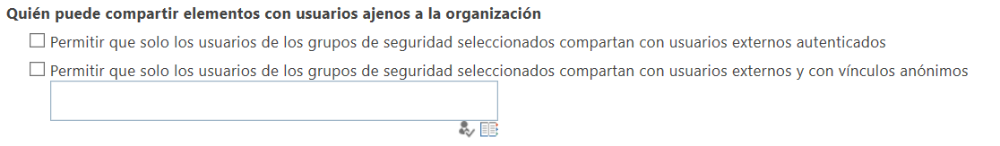 Quién puede compartir elementos con usuarios ajenos a la organización
Permitir que solo los usuarios de los grupos de seguridad seleccionados compartan con usuarios externos autenticados
Permitir que solo los usuarios de los grupos de seguridad seleccionados compartan con usuarios externos y con vínculos anónimos